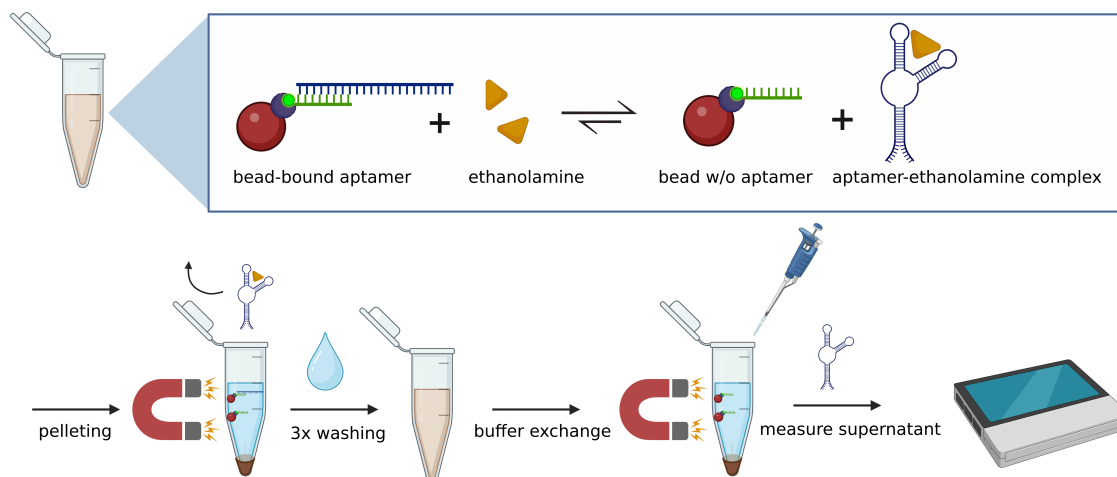 +
+
bead-bound aptamer
ethanolamine
bead w/o aptamer
aptamer-ethanolamine complex
pelleting
3x washing
buffer exchange
measure supernatant